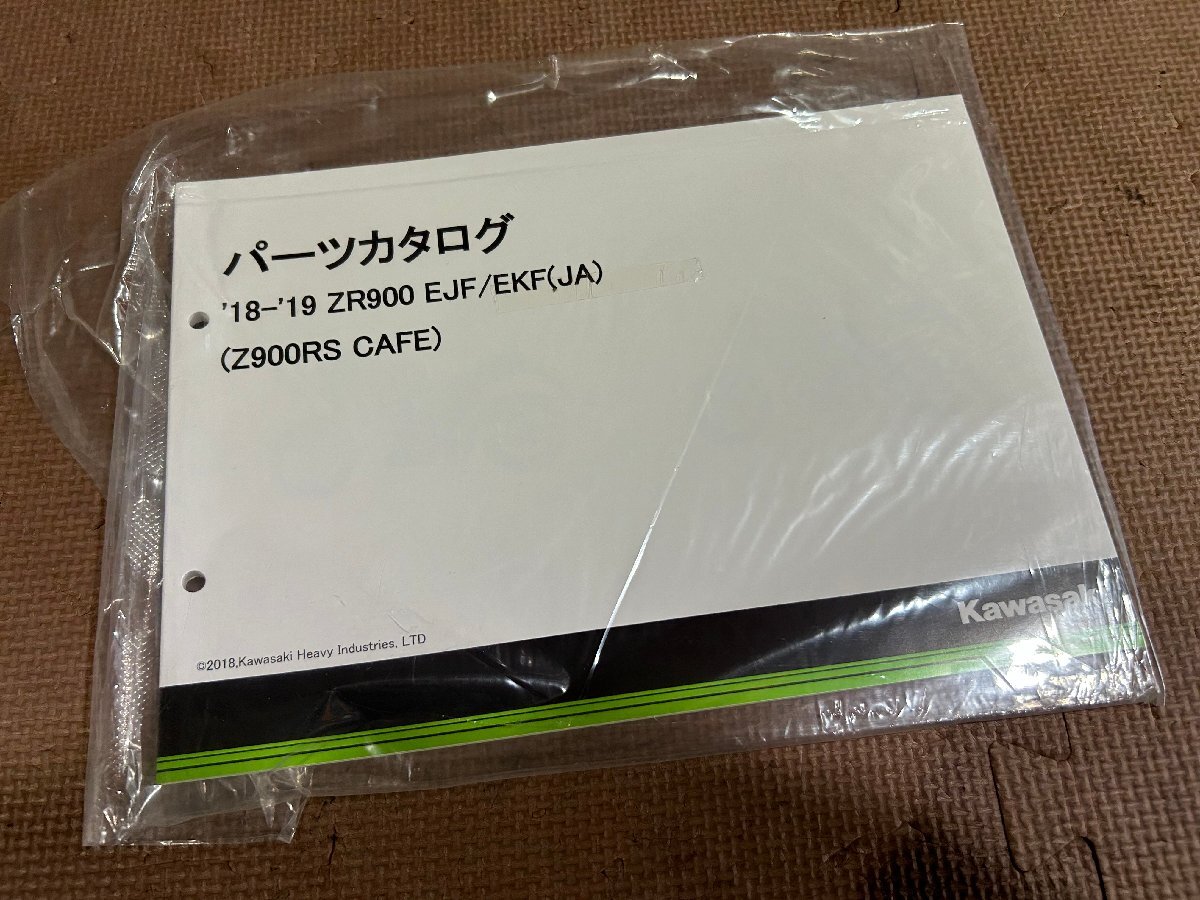 パーツカタログ
'18-'19 ZR900 EJF/EKF(JA)
(Z900RS CAFE)
©2018,Kawasaki Heavy Industries, LTD
Kawasaki